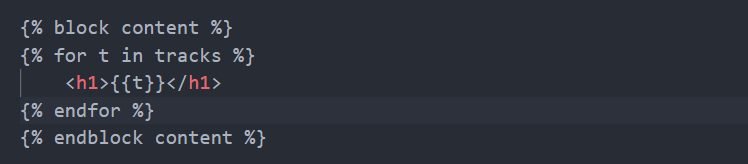 {% block content %}
{% for t in tracks %}
    <h1>{{t}}</h1>
{% endfor %}
{% endblock content %}